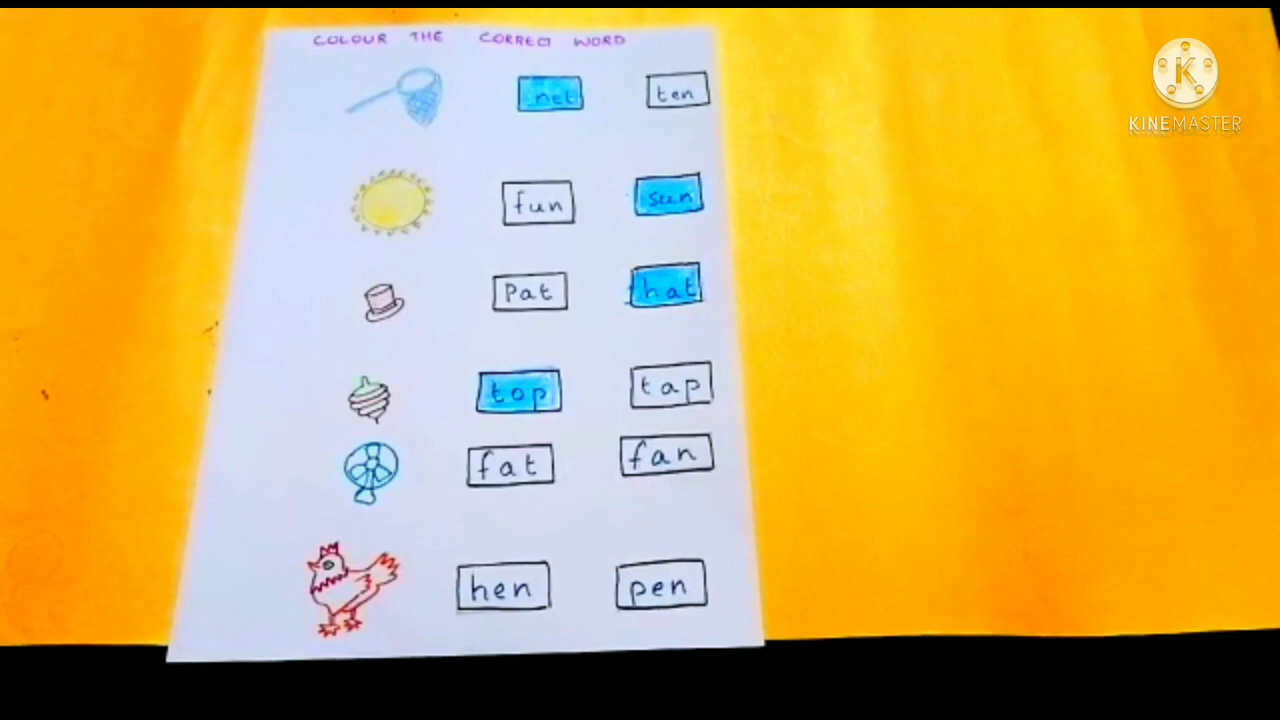 COLOUR THE CORRECT WORD
net ten
fun sun
Pat hat
top tap
fat fan
hen pen
KINEMASTER